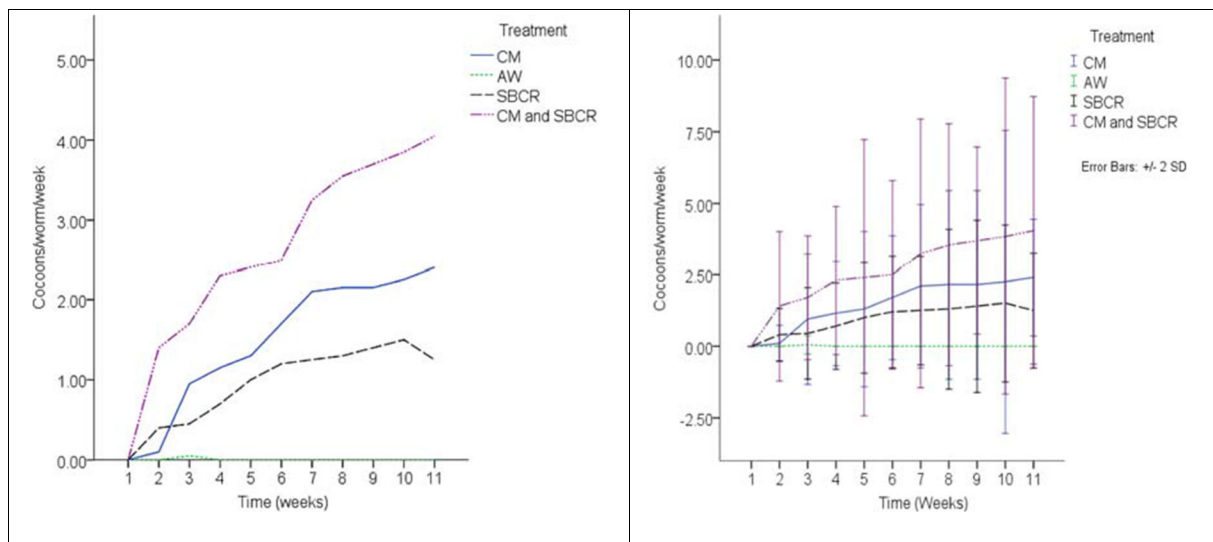 Treatment
CM
AW
SBCR
CM and SBCR
5.00
4.00
3.00
2.00
1.00
0.00
Cocoons/worm/week
1 2 3 4 5 6 7 8 9 10 11
Time (weeks)
Treatment
CM
AW
SBCR
CM and SBCR
Error Bars: +/- 2 SD
10.00
7.50
5.00
2.50
0.00
-2.50
Cocoons/worm/week
1 2 3 4 5 6 7 8 9 10 11
Time (Weeks)